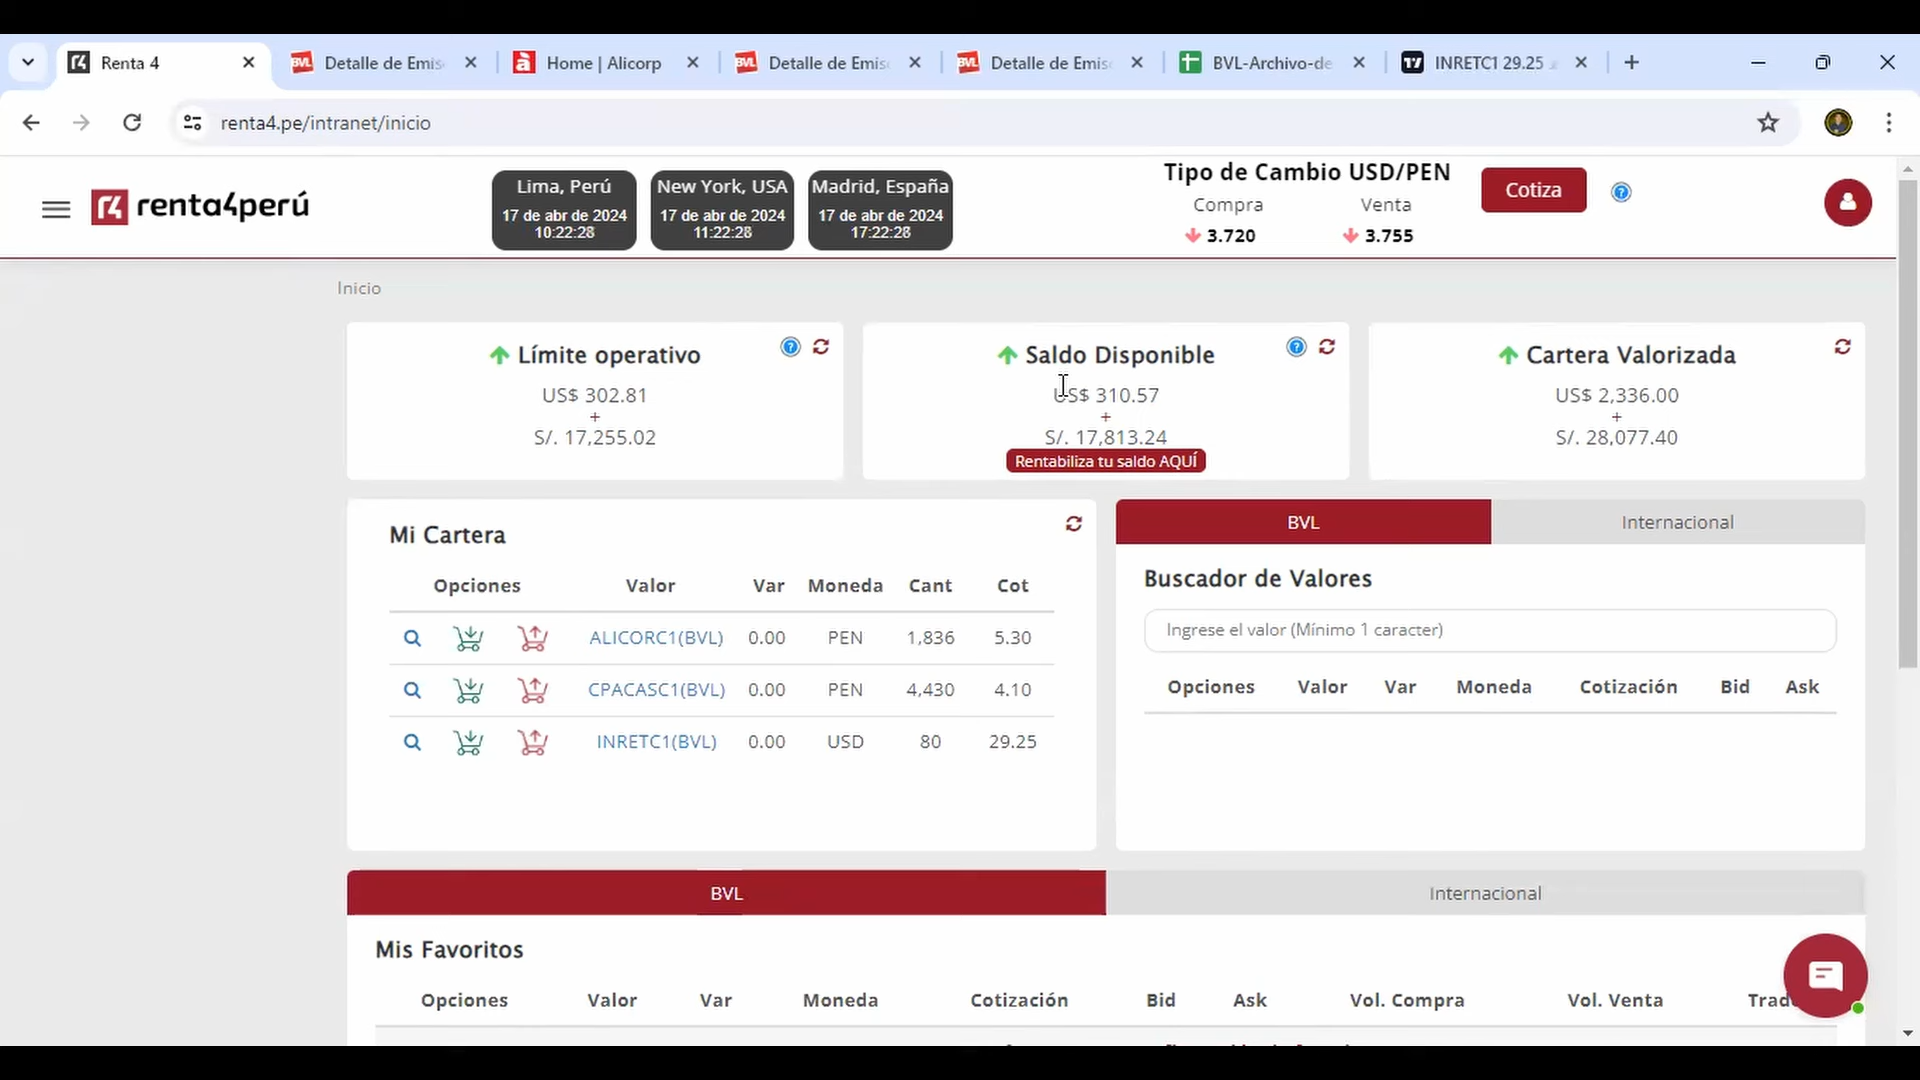 Renta 4
Detalle de Emis
Home | Alicorp
Detalle de Emis
Detalle de Emis
BVL-Archivo-de
INRETC1 29.25
renta4.pe/intranet/inicio
renta4perú
Lima, Perú
17 de abr de 2024
10:22:28
New York, USA
17 de abr de 2024
11:22:28
Madrid, España
17 de abr de 2024
17:22:28
Tipo de Cambio USD/PEN
Compra Venta
3.720 3.755
Cotiza
Inicio
Límite operativo
US$ 302.81
+
S/. 17,255.02
Saldo Disponible
US$ 310.57
+
S/. 17,813.24
Rentabiliza tu saldo AQUÍ
Cartera Valorizada
US$ 2,336.00
+
S/. 28,077.40
Mi Cartera
Opciones Valor Var Moneda Cant Cot
ALICORC1(BVL) 0.00 PEN 1,836 5.30
CPACASC1(BVL) 0.00 PEN 4,430 4.10
INRETC1(BVL) 0.00 USD 80 29.25
BVL Internacional
Buscador de Valores
Ingrese el valor (Mínimo 1 caracter)
Opciones Valor Var Moneda Cotización Bid Ask
BVL Internacional
Mis Favoritos
Opciones Valor Var Moneda Cotización Bid Ask Vol. Compra Vol. Venta Trad